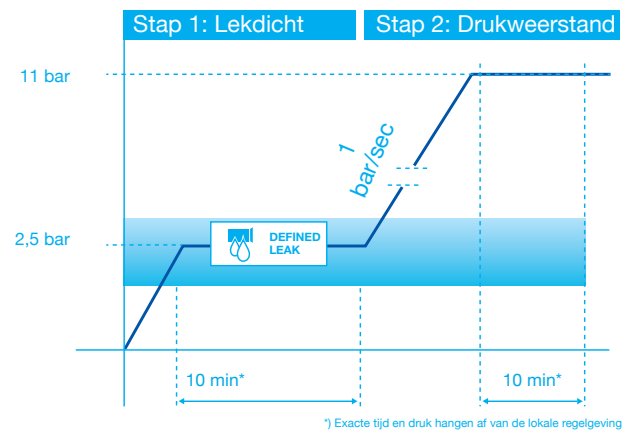 Stap 1: Lekdicht
Stap 2: Drukweerstand
11 bar
1
bar/sec
2,5 bar
DEFINED
LEAK
10 min*
10 min*
*) Exacte tijd en druk hangen af van de lokale regelgeving